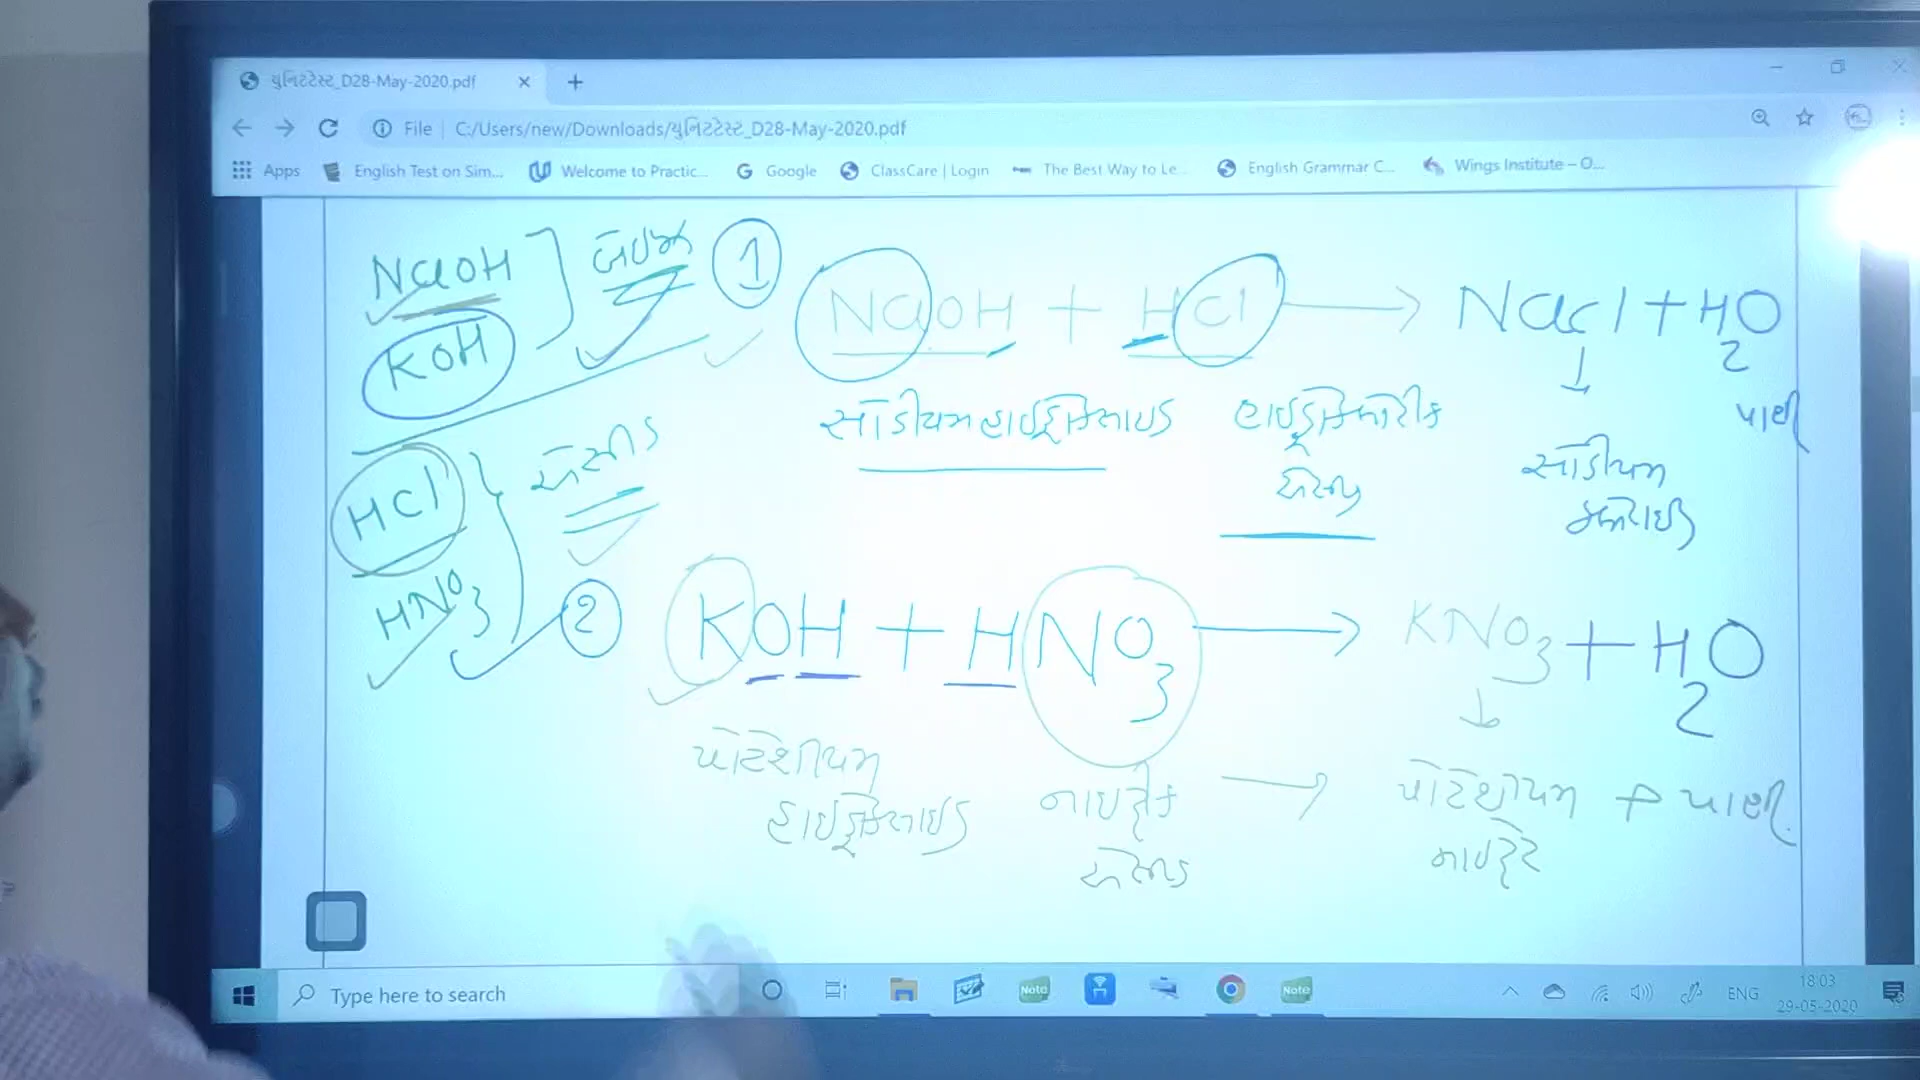 યુનિટટેસ્ટ_D28-May-2020.pdf
File | C:/Users/new/Downloads/યુનિટટેસ્ટ_D28-May-2020.pdf
Apps English Test on Sim... Welcome to Practic... Google ClassCare | Login The Best Way to Le... English Grammar C... Wings Institute – O...
NaOH
KOH
બેઇઝ
1 NaOH + HCl → NaCl + H2O
સોડીયમ હાઈડ્રોક્સાઇડ હાઇડ્રોક્લોરીક એસીડ
સોડીયમ ક્લોરાઇડ
પાણી
HCl
HNO3
એસીડ
2 KOH + HNO3 → KNO3 + H2O
પોટેશીયમ હાઇડ્રોક્સાઇડ નાઇટ્રીક એસીડ → પોટેશીયમ નાઇટ્રેટ + પાણી
Type here to search
Note
Note
ENG
18:03
29-05-2020